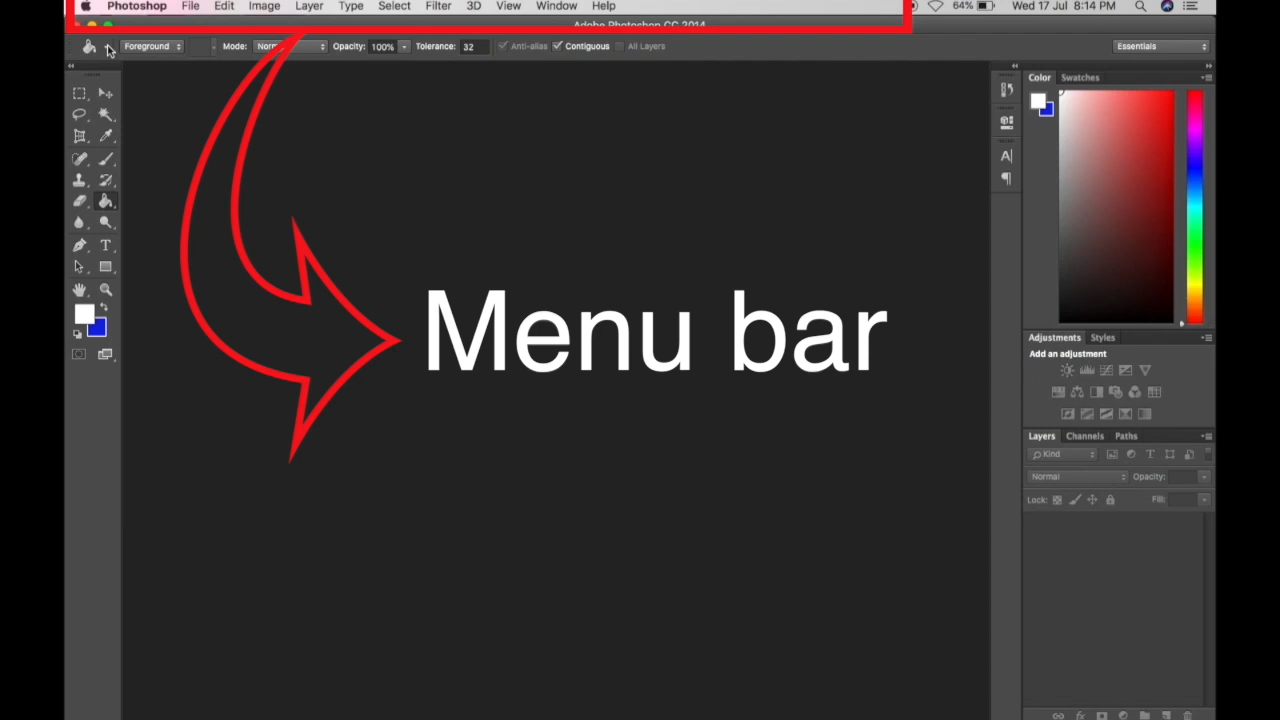 Photoshop File Edit Image Layer Type Select Filter 3D View Window Help 64% Wed 17 Jul 8:14 PM
Adobe Photoshop CC 2014
Foreground Mode: Opacity: 100% Tolerance: 32 Anti-alias Contiguous All Layers Essentials
Color Swatches
A
T
Menu bar
Adjustments Styles
Add an adjustment
Layers Channels Paths
Kind T
Normal Opacity:
Lock: Fill:
fx